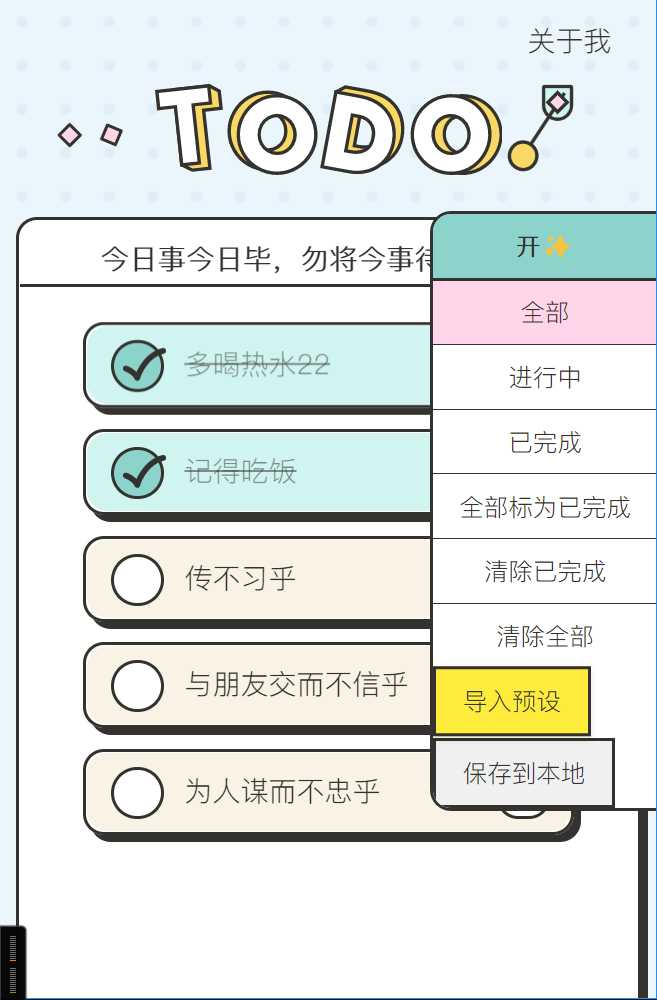 关于我
TODO.
今日事今日毕，勿将今事待
开✨
全部
进行中
已完成
全部标为已完成
清除已完成
清除全部
导入预设
保存到本地
多喝热水22
记得吃饭
传不习乎
与朋友交而不信乎
为人谋而不忠乎